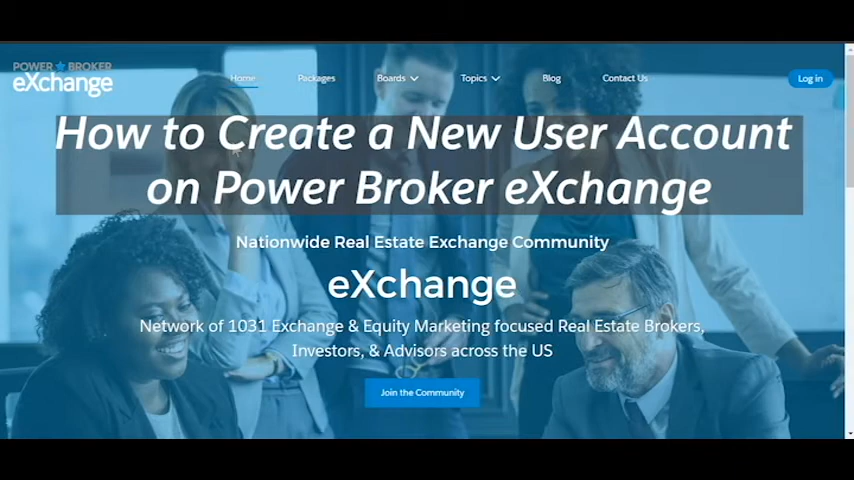 POWER BROKER
eXchange
Home Packages Boards Topics Blog Contact Us Log in
How to Create a New User Account
on Power Broker eXchange
Nationwide Real Estate Exchange Community
eXchange
Network of 1031 Exchange & Equity Marketing focused Real Estate Brokers,
Investors, & Advisors across the US
Join the Community